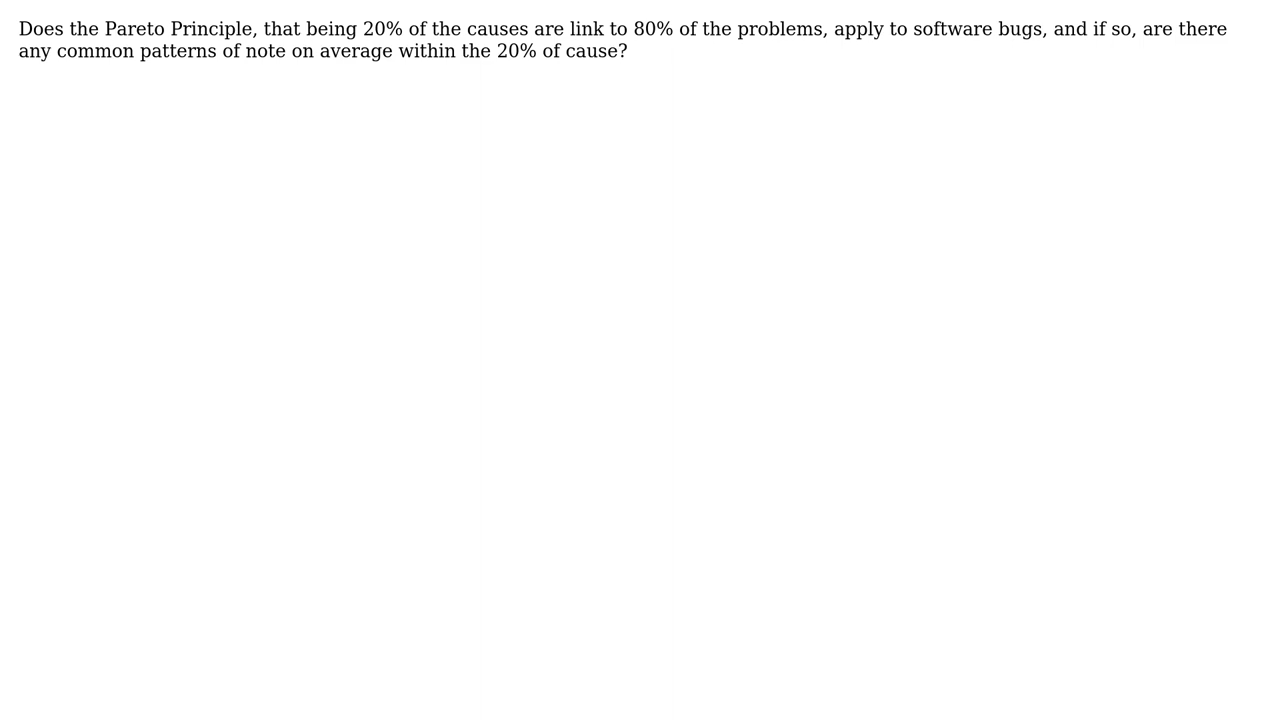 Does the Pareto Principle, that being 20% of the causes are link to 80% of the problems, apply to software bugs, and if so, are there
any common patterns of note on average within the 20% of cause?